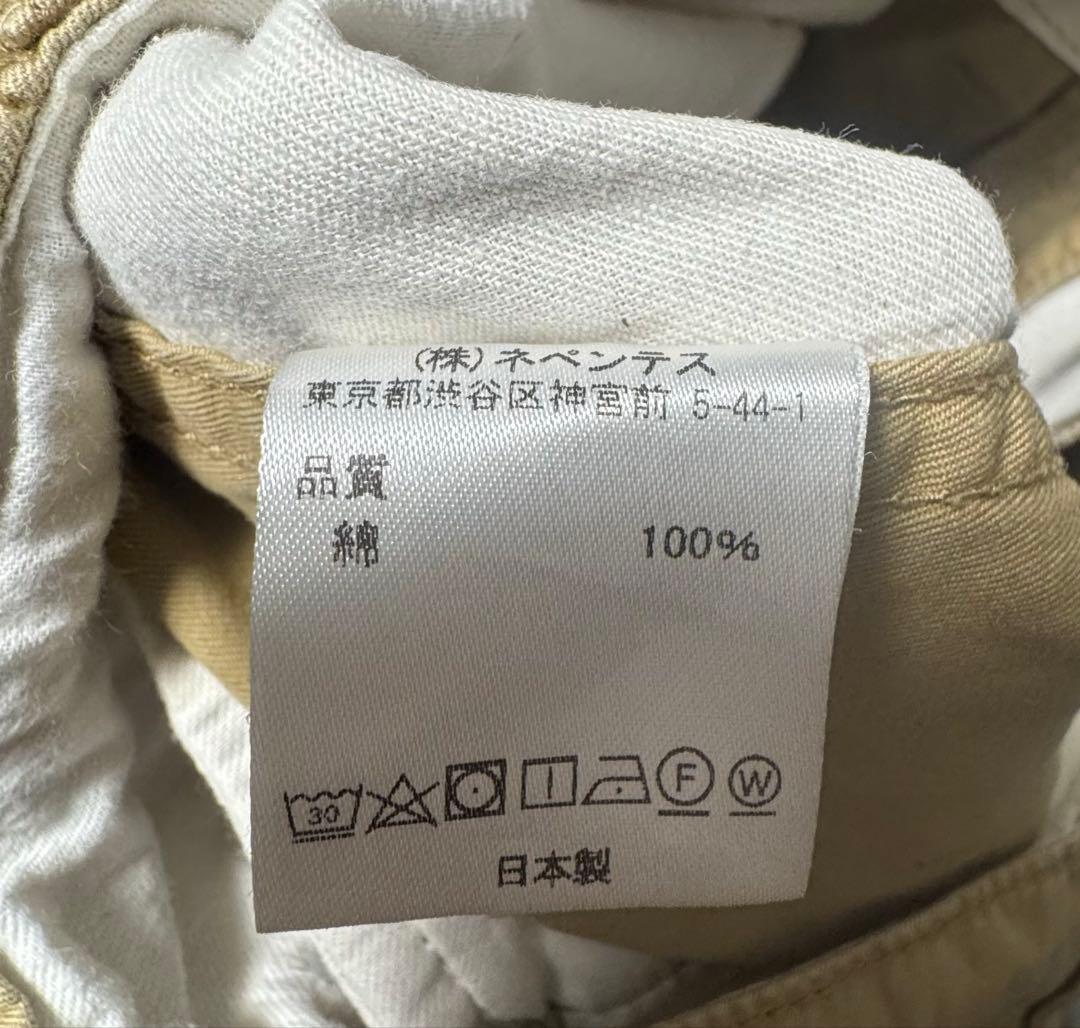 (株)ネペンテス
東京都渋谷区神宮前 5-44-1
品質
綿 100%
30 F W
日本製